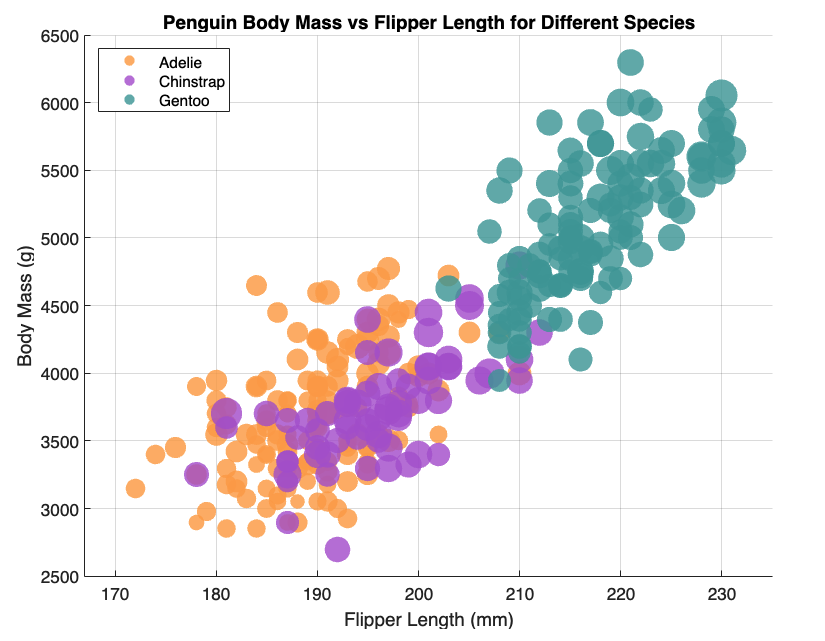 Penguin Body Mass vs Flipper Length for Different Species
Adelie
Chinstrap
Gentoo
Body Mass (g)
6500
6000
5500
5000
4500
4000
3500
3000
2500
170 180 190 200 210 220 230
Flipper Length (mm)